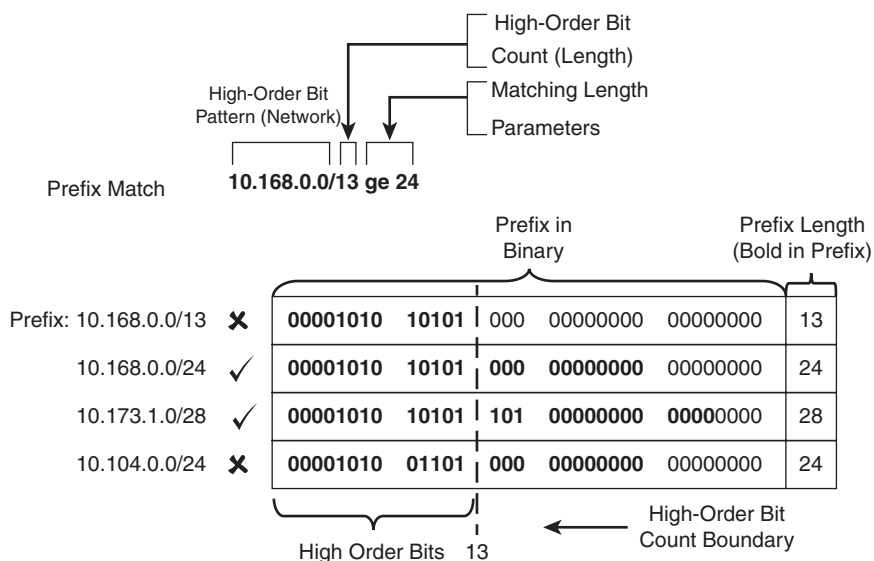 High-Order Bit
Count (Length)
High-Order Bit
Pattern (Network)
Matching Length
Parameters
Prefix Match
10.168.0.0/13 ge 24
Prefix in
Binary
Prefix Length
(Bold in Prefix)
Prefix: 10.168.0.0/13 ✘ 00001010 10101 000 00000000 00000000 13
10.168.0.0/24 ✓ 00001010 10101 000 00000000 00000000 24
10.173.1.0/28 ✓ 00001010 10101 101 00000000 00000000 28
10.104.0.0/24 ✘ 00001010 01101 000 00000000 00000000 24
High Order Bits 13
High-Order Bit
Count Boundary